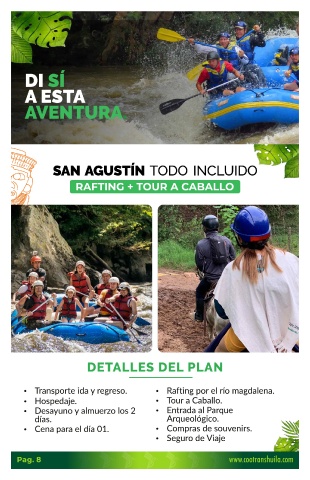 DI SÍ
A ESTA
AVENTURA
SAN AGUSTÍN TODO INCLUIDO
RAFTING + TOUR A CABALLO
DETALLES DEL PLAN
• Transporte ida y regreso.
• Hospedaje.
• Desayuno y almuerzo los 2
días.
• Cena para el día 01.
• Rafting por el río magdalena.
• Tour a Caballo.
• Entrada al Parque
Arqueológico.
• Compras de souvenirs.
• Seguro de Viaje
Pag. 8
www.cootranshuila.com